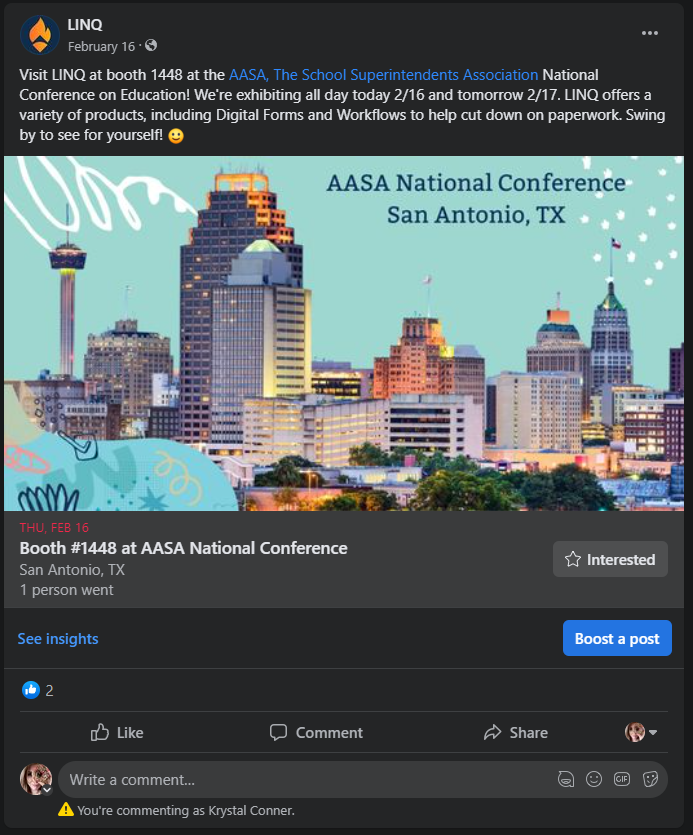 LINQ
February 16 ·
Visit LINQ at booth 1448 at the AASA, The School Superintendents Association National
Conference on Education! We're exhibiting all day today 2/16 and tomorrow 2/17. LINQ offers a
variety of products, including Digital Forms and Workflows to help cut down on paperwork. Swing
by to see for yourself! 😀
AASA National Conference
San Antonio, TX
THU, FEB 16
Booth #1448 at AASA National Conference
San Antonio, TX
1 person went
Interested
See insights
Boost a post
2
Like
Comment
Share
Write a comment...
GIF
You're commenting as Krystal Conner.